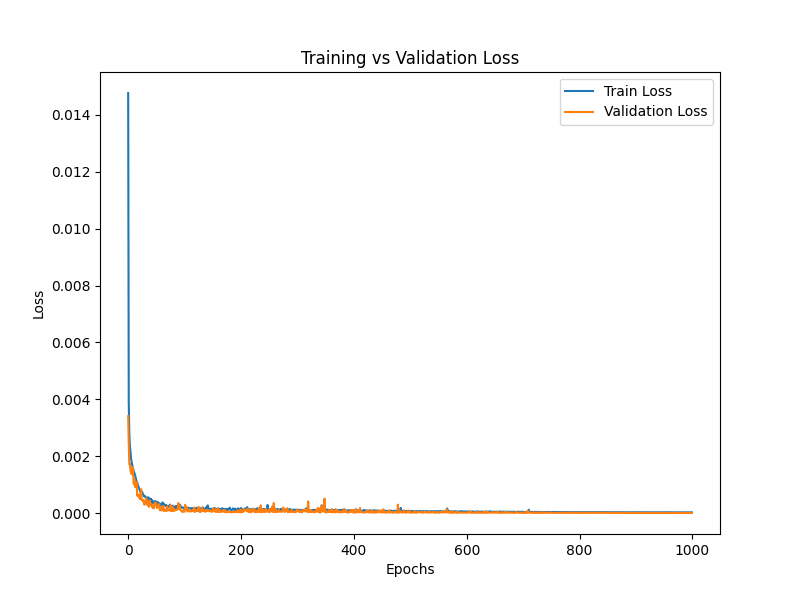 Training vs Validation Loss
Train Loss
Validation Loss
0.014
0.012
0.010
0.008
0.006
0.004
0.002
0.000
Loss
0
200
400
600
800
1000
Epochs